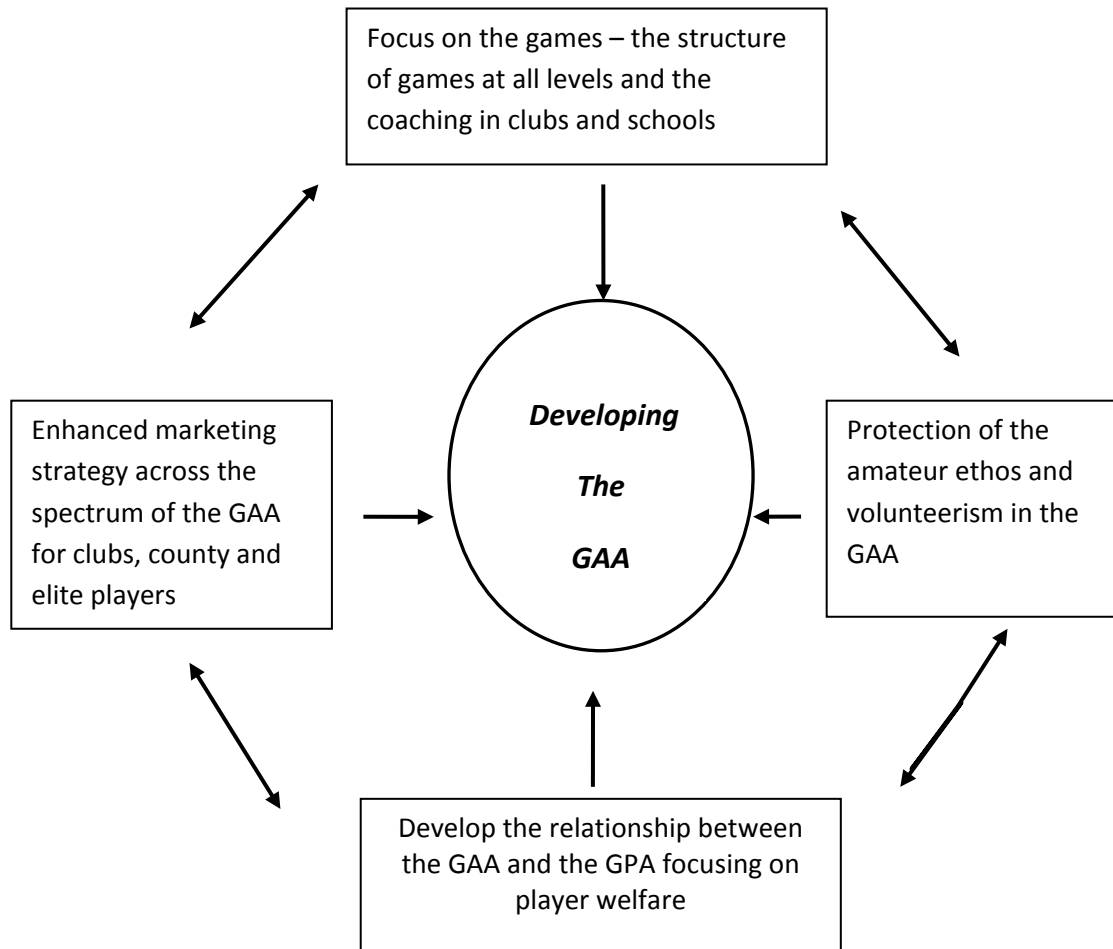 Focus on the games – the structure
of games at all levels and the
coaching in clubs and schools
Enhanced marketing
strategy across the
spectrum of the GAA
for clubs, county and
elite players
Developing
The
GAA
Protection of the
amateur ethos and
volunteerism in the
GAA
Develop the relationship between
the GAA and the GPA focusing on
player welfare